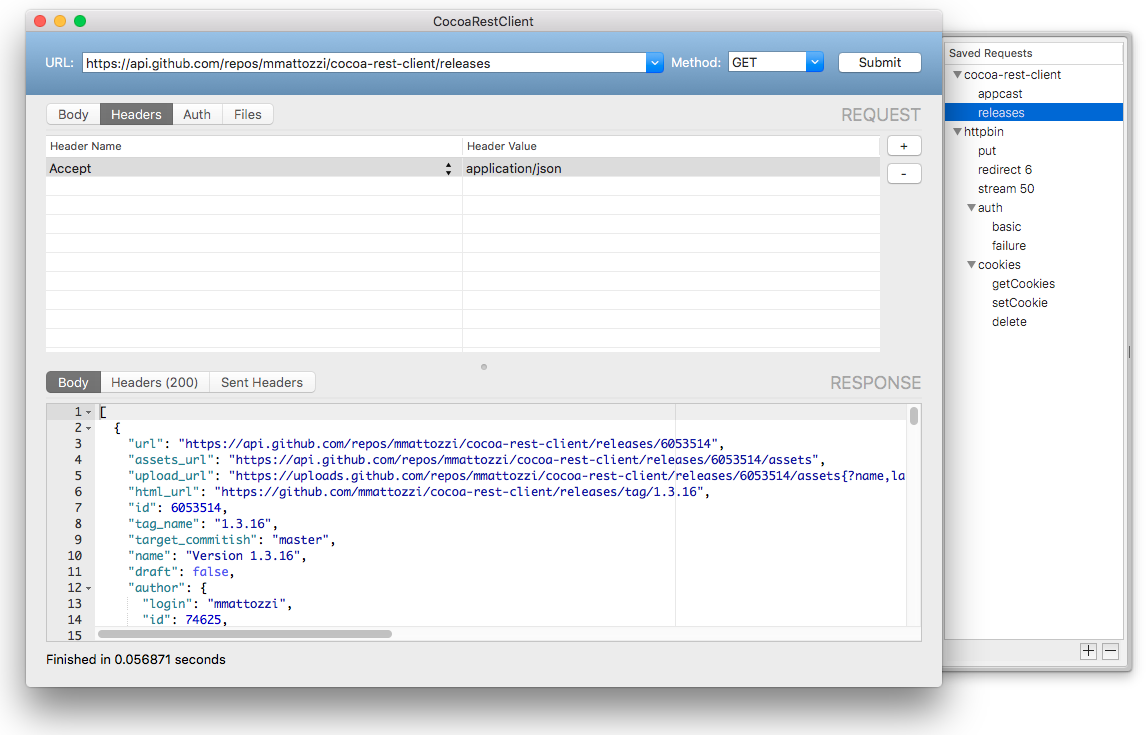 CocoaRestClient
URL: https://api.github.com/repos/mmattozzi/cocoa-rest-client/releases Method: GET Submit
Body Headers Auth Files REQUEST
Header Name Header Value +
Accept application/json -
Body Headers (200) Sent Headers RESPONSE
1 [
2 {
3 "url": "https://api.github.com/repos/mmattozzi/cocoa-rest-client/releases/6053514",
4 "assets_url": "https://api.github.com/repos/mmattozzi/cocoa-rest-client/releases/6053514/assets",
5 "upload_url": "https://uploads.github.com/repos/mmattozzi/cocoa-rest-client/releases/6053514/assets{?name,la
6 "html_url": "https://github.com/mmattozzi/cocoa-rest-client/releases/tag/1.3.16",
7 "id": 6053514,
8 "tag_name": "1.3.16",
9 "target_commitish": "master",
10 "name": "Version 1.3.16",
11 "draft": false,
12 "author": {
13 "login": "mmattozzi",
14 "id": 74625,
15
Finished in 0.056871 seconds
Saved Requests
cocoa-rest-client
appcast
releases
httpbin
put
redirect 6
stream 50
auth
basic
failure
cookies
getCookies
setCookie
delete